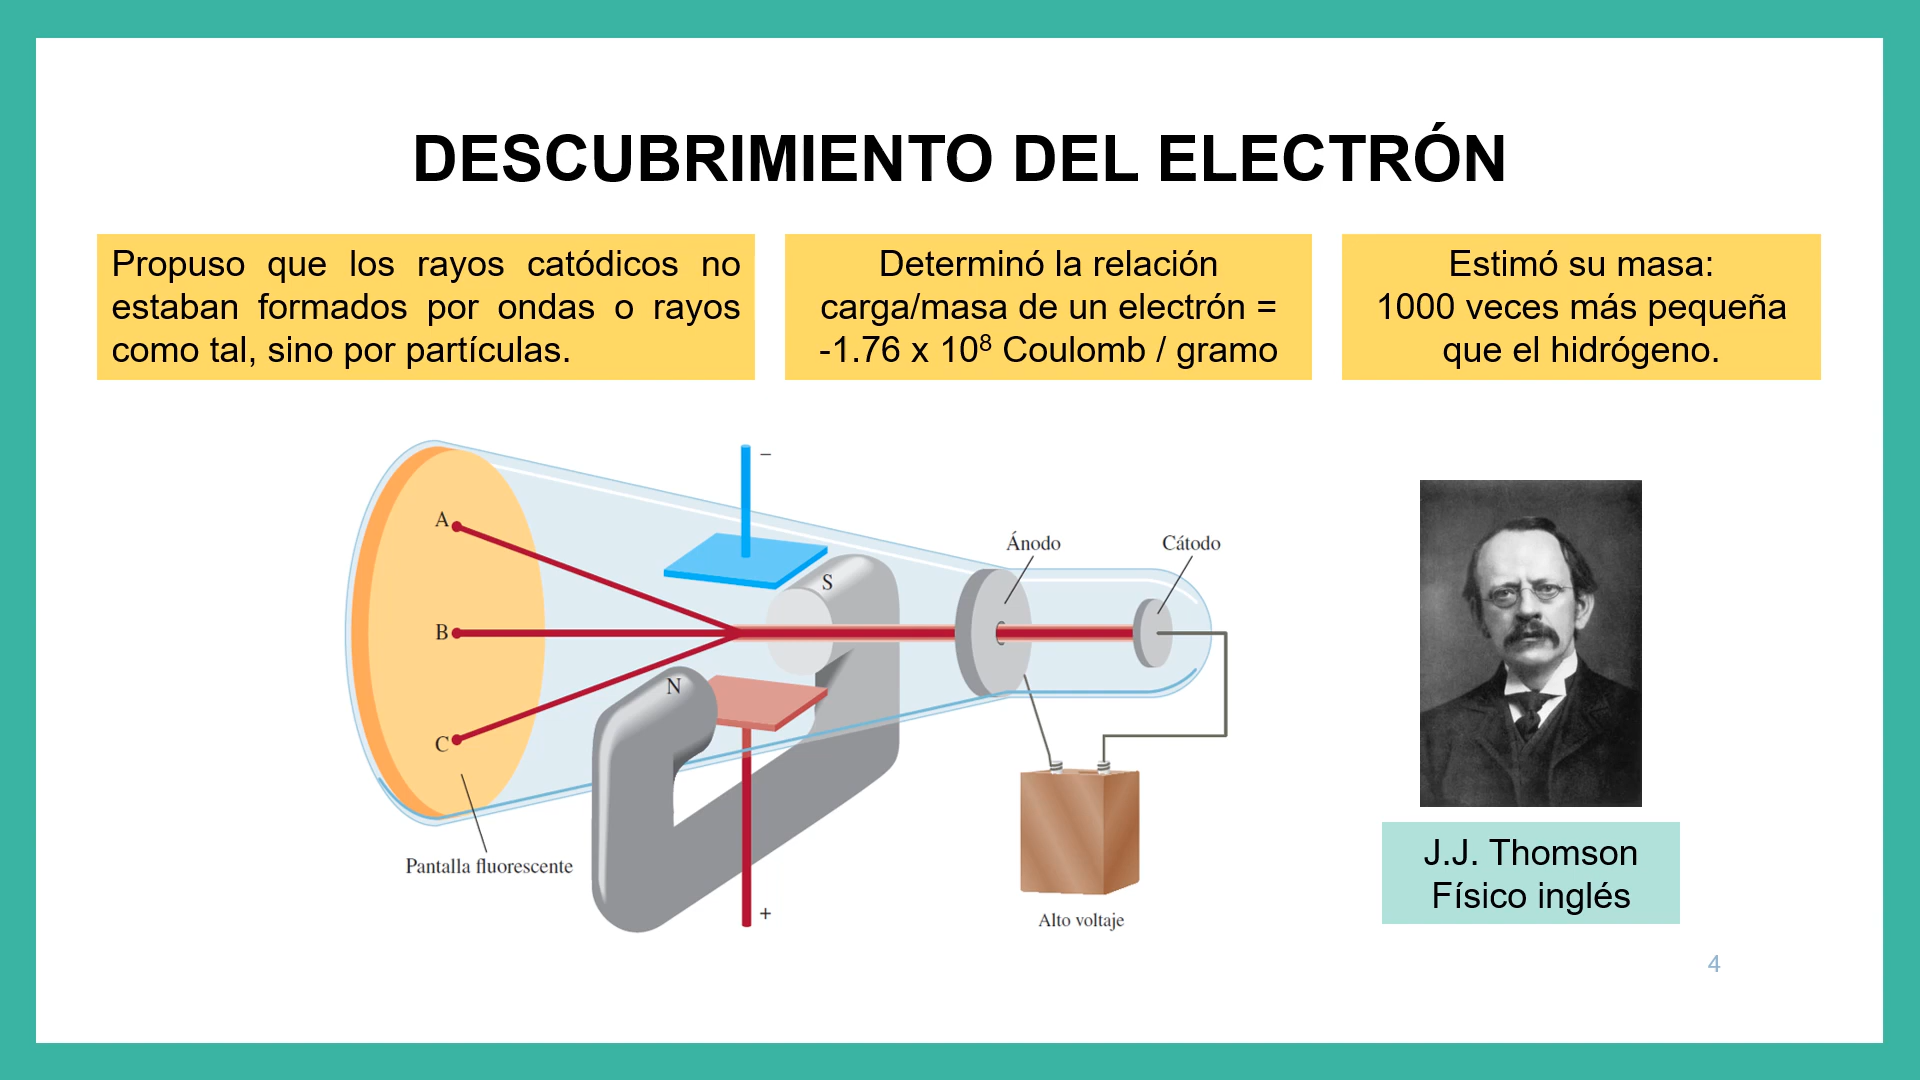 DESCUBRIMIENTO DEL ELECTRÓN
Propuso que los rayos catódicos no
estaban formados por ondas o rayos
como tal, sino por partículas.
Determinó la relación
carga/masa de un electrón =
-1.76 x 10⁸ Coulomb / gramo
Estimó su masa:
1000 veces más pequeña
que el hidrógeno.
–
A
Ánodo
Cátodo
S
B
N
C
Pantalla fluorescente
+
Alto voltaje
J.J. Thomson
Físico inglés
4